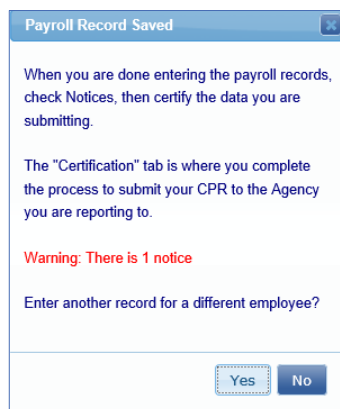 Payroll Record Saved
When you are done entering the payroll records,
check Notices, then certify the data you are
submitting.
The "Certification" tab is where you complete
the process to submit your CPR to the Agency
you are reporting to.
Warning: There is 1 notice
Enter another record for a different employee?
Yes No